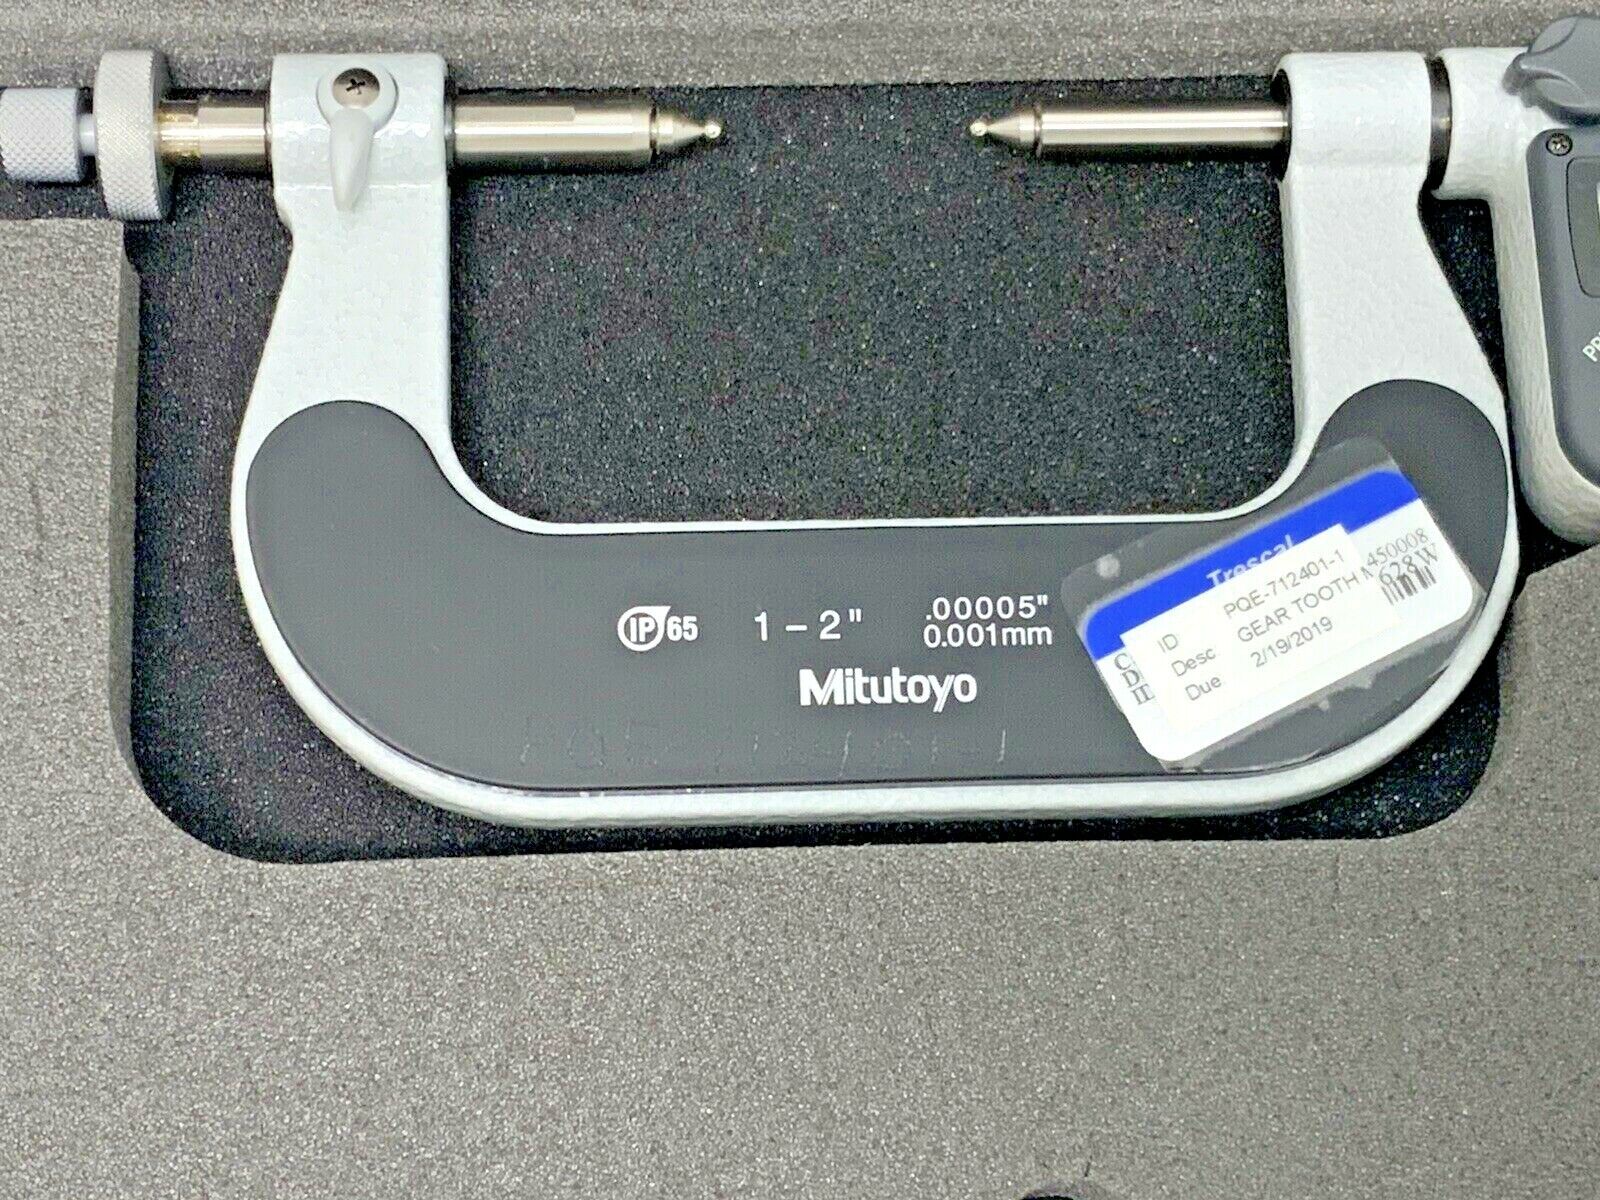 IP65
1-2"
.00005"
0.001mm
Mitutoyo
Trescal
ID PQE-712401-1
Desc. GEAR TOOTH M
Due 2/19/2019
450008
628W